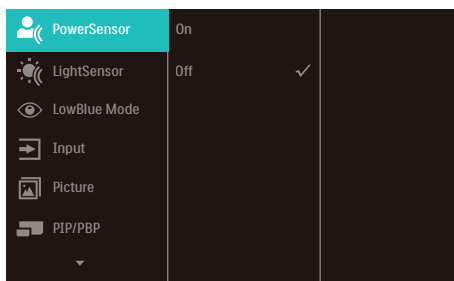 PowerSensor
On
LightSensor
Off
LowBlue Mode
Input
Picture
PIP/PBP